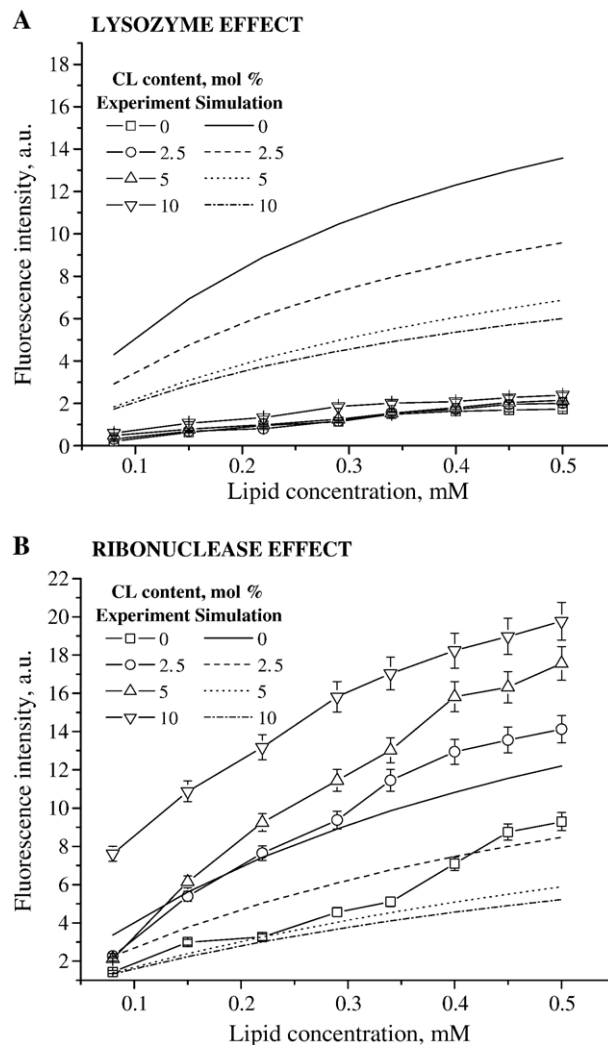 A LYSOZYME EFFECT
CL content, mol %
Experiment Simulation
0 0
2.5 2.5
5 5
10 10
Fluorescence intensity, a.u.
18
16
14
12
10
8
6
4
2
0
0.1 0.2 0.3 0.4 0.5
Lipid concentration, mM
B RIBONUCLEASE EFFECT
CL content, mol %
Experiment Simulation
0 0
2.5 2.5
5 5
10 10
Fluorescence intensity, a.u.
22
20
18
16
14
12
10
8
6
4
2
0.1 0.2 0.3 0.4 0.5
Lipid concentration, mM